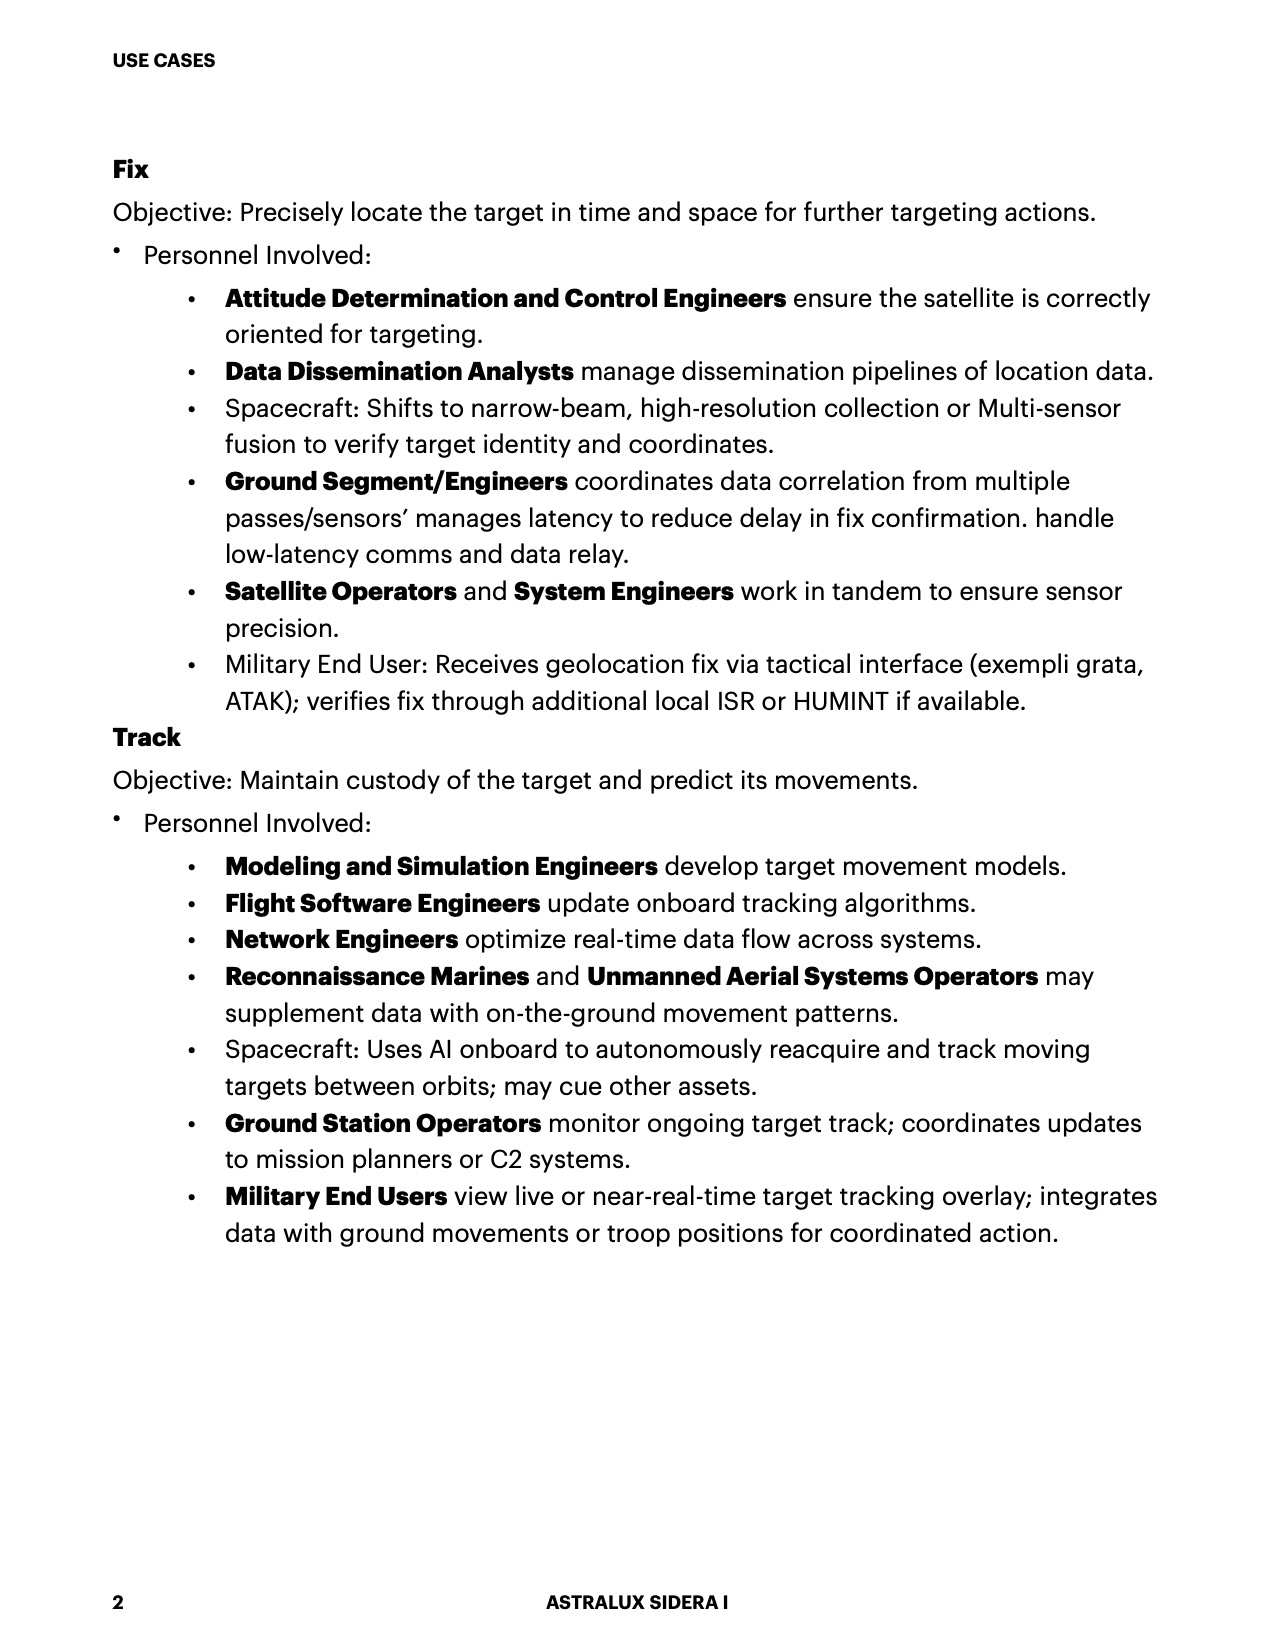 USE CASES
Fix
Objective: Precisely locate the target in time and space for further targeting actions.
• Personnel Involved:
• Attitude Determination and Control Engineers ensure the satellite is correctly
oriented for targeting.
• Data Dissemination Analysts manage dissemination pipelines of location data.
• Spacecraft: Shifts to narrow-beam, high-resolution collection or Multi-sensor
fusion to verify target identity and coordinates.
• Ground Segment/Engineers coordinates data correlation from multiple
passes/sensors’ manages latency to reduce delay in fix confirmation. handle
low-latency comms and data relay.
• Satellite Operators and System Engineers work in tandem to ensure sensor
precision.
• Military End User: Receives geolocation fix via tactical interface (exempli grata,
ATAK); verifies fix through additional local ISR or HUMINT if available.
Track
Objective: Maintain custody of the target and predict its movements.
• Personnel Involved:
• Modeling and Simulation Engineers develop target movement models.
• Flight Software Engineers update onboard tracking algorithms.
• Network Engineers optimize real-time data flow across systems.
• Reconnaissance Marines and Unmanned Aerial Systems Operators may
supplement data with on-the-ground movement patterns.
• Spacecraft: Uses AI onboard to autonomously reacquire and track moving
targets between orbits; may cue other assets.
• Ground Station Operators monitor ongoing target track; coordinates updates
to mission planners or C2 systems.
• Military End Users view live or near-real-time target tracking overlay; integrates
data with ground movements or troop positions for coordinated action.
2 ASTRALUX SIDERA I